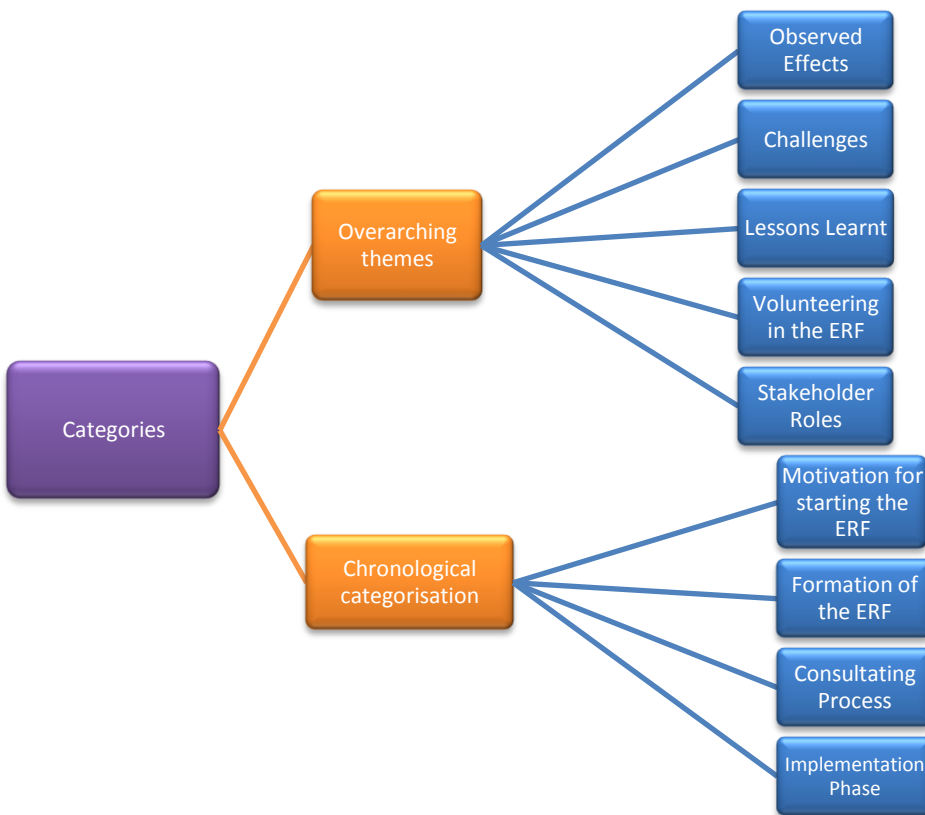 Categories
Overarching
themes
Observed
Effects
Challenges
Lessons Learnt
Volunteering
in the ERF
Stakeholder
Roles
Chronological
categorisation
Motivation for
starting the
ERF
Formation of
the ERF
Consultating
Process
Implementation
Phase